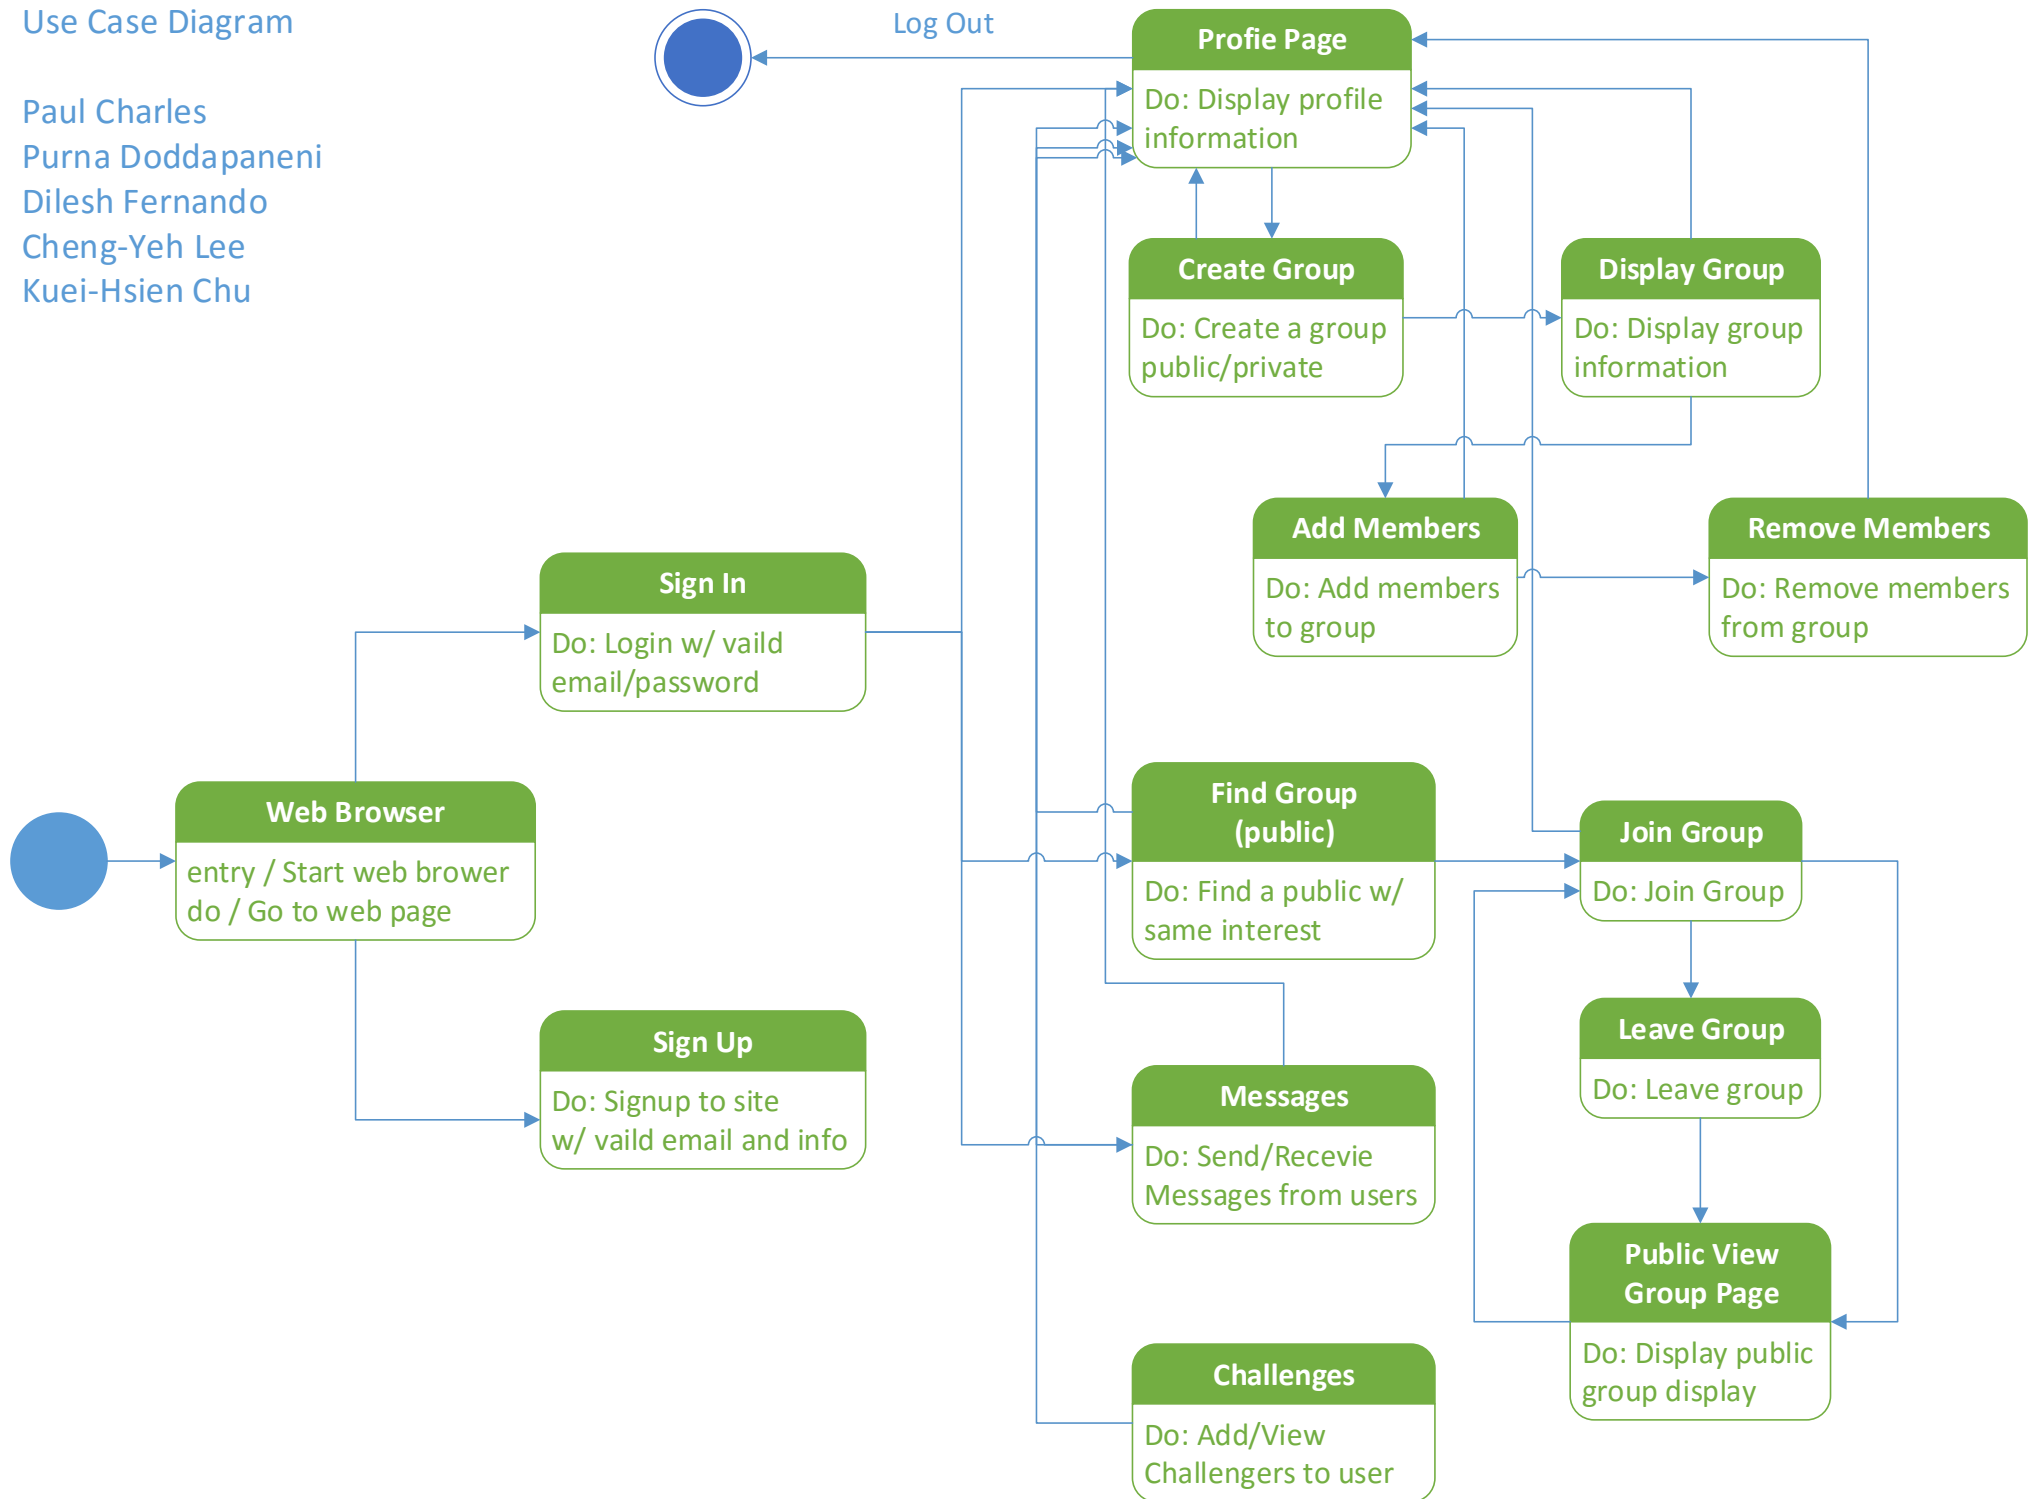 Use Case Diagram
Paul Charles
Purna Doddapaneni
Dilesh Fernando
Cheng-Yeh Lee
Kuei-Hsien Chu
Log Out
Profie Page
Do: Display profile
information
Create Group
Do: Create a group
public/private
Display Group
Do: Display group
information
Add Members
Do: Add members
to group
Remove Members
Do: Remove members
from group
Sign In
Do: Login w/ vaild
email/password
Web Browser
entry / Start web brower
do / Go to web page
Sign Up
Do: Signup to site
w/ vaild email and info
Find Group
(public)
Do: Find a public w/
same interest
Join Group
Do: Join Group
Leave Group
Do: Leave group
Messages
Do: Send/Recevie
Messages from users
Public View
Group Page
Do: Display public
group display
Challenges
Do: Add/View
Challengers to user